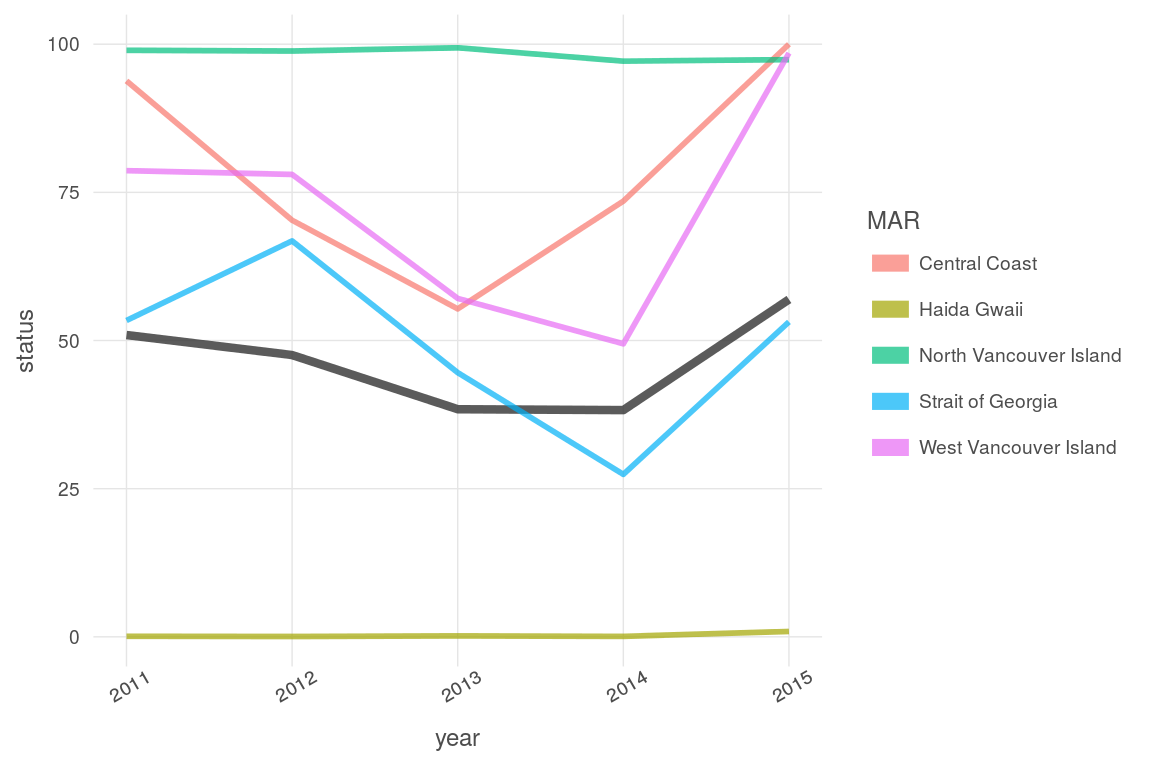 100
75
50
25
0
status
2011
2012
2013
2014
2015
year
MAR
Central Coast
Haida Gwaii
North Vancouver Island
Strait of Georgia
West Vancouver Island